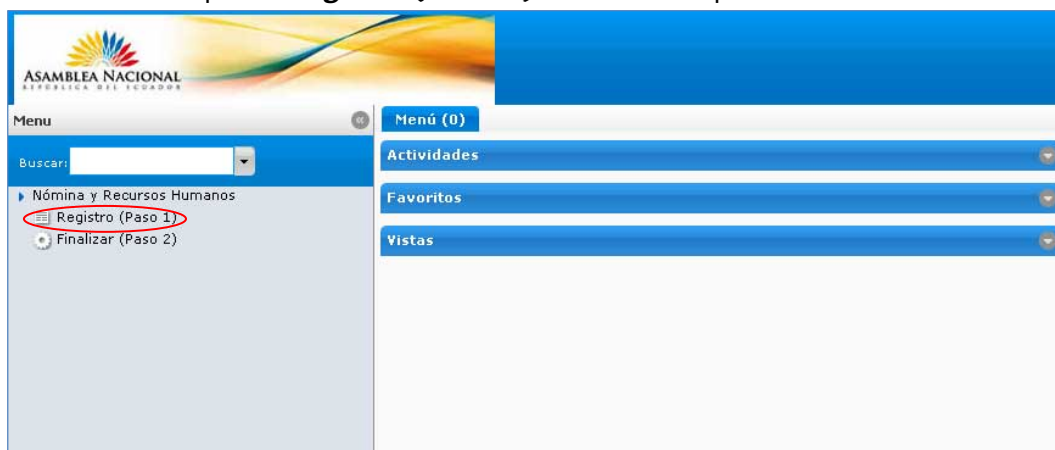 ASAMBLEA NACIONAL
REPÚBLICA DEL ECUADOR
Menu
Menú (0)
Buscar:
Actividades
Nómina y Recursos Humanos
Favoritos
Registro (Paso 1)
Finalizar (Paso 2)
Vistas